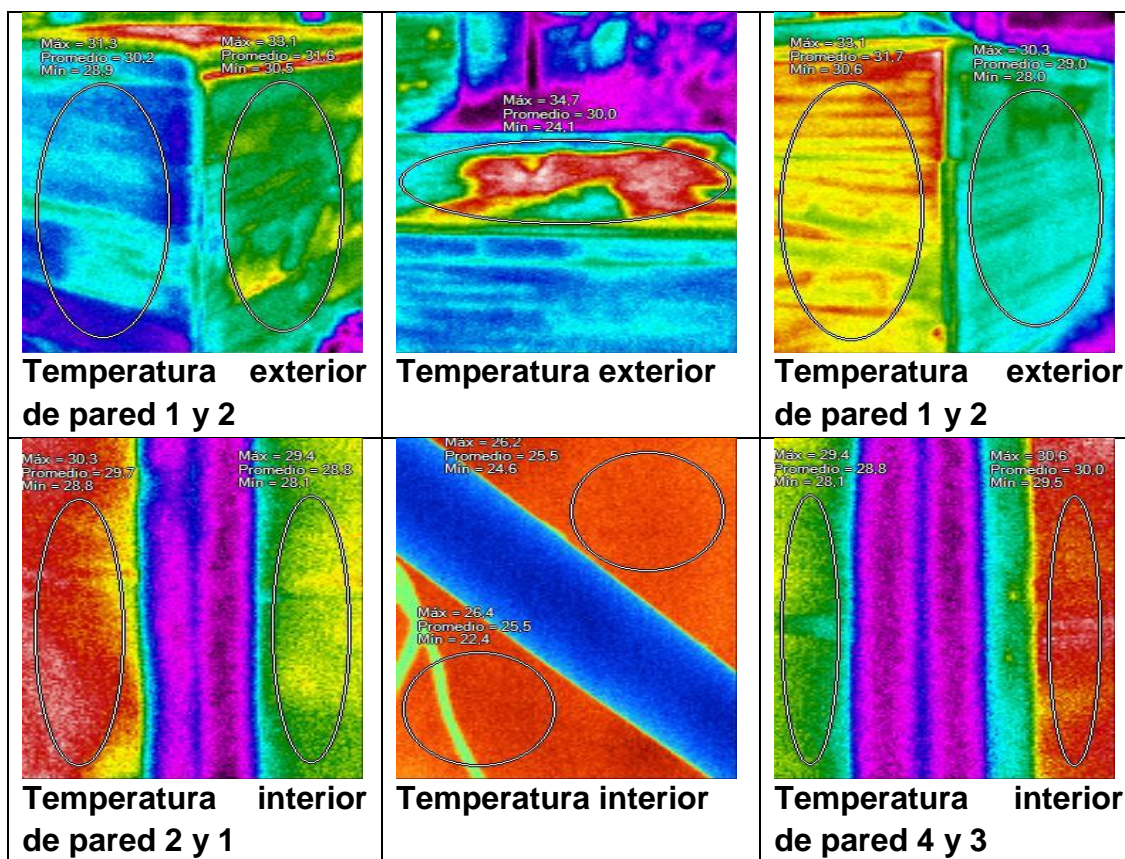 Máx = 31,3
Promedio = 30,2
Mín = 28,9
Máx = 33,1
Promedio = 31,6
Mín = 30,5
Máx = 34,7
Promedio = 30,0
Mín = 24,1
Máx = 33,1
Promedio = 31,7
Mín = 30,6
Máx = 30,3
Promedio = 29,0
Mín = 28,0
Temperatura exterior
de pared 1 y 2
Temperatura exterior
Temperatura exterior
de pared 1 y 2
Máx = 30,3
Promedio = 29,7
Mín = 28,8
Máx = 29,4
Promedio = 28,8
Mín = 28,1
Máx = 26,2
Promedio = 25,5
Mín = 24,6
Máx = 26,4
Promedio = 25,5
Mín = 22,4
Máx = 29,4
Promedio = 28,8
Mín = 28,1
Máx = 30,6
Promedio = 30,0
Mín = 29,5
Temperatura interior
de pared 2 y 1
Temperatura interior
Temperatura interior
de pared 4 y 3